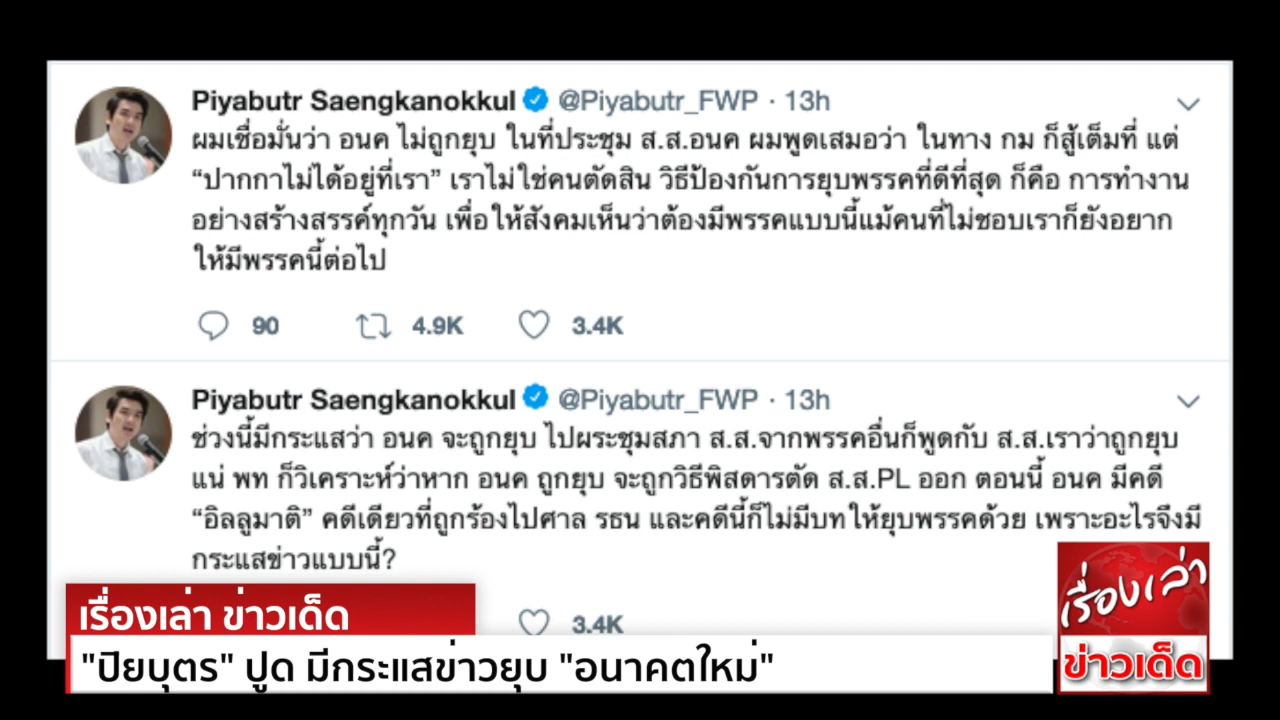 Piyabutr Saengkanokkul @Piyabutr_FWP · 13h
ผมเชื่อมั่นว่า อนค ไม่ถูกยุบ ในที่ประชุม ส.ส.อนค ผมพูดเสมอว่า ในทาง กม ก็สู้เต็มที่ แต่
“ปากกาไม่ได้อยู่ที่เรา” เราไม่ใช่คนตัดสิน วิธีป้องกันการยุบพรรคที่ดีที่สุด ก็คือ การทำงาน
อย่างสร้างสรรค์ทุกวัน เพื่อให้สังคมเห็นว่าต้องมีพรรคแบบนี้แม้คนที่ไม่ชอบเราก็ยังอยาก
ให้มีพรรคนี้ต่อไป
90 4.9K 3.4K
Piyabutr Saengkanokkul @Piyabutr_FWP · 13h
ช่วงนี้มีกระแสว่า อนค จะถูกยุบ ไปผระชุมสภา ส.ส.จากพรรคอื่นก็พูดกับ ส.ส.เราว่าถูกยุบ
แน่ พท ก็วิเคราะห์ว่าหาก อนค ถูกยุบ จะถูกวิธีพิสดารตัด ส.ส.PL ออก ตอนนี้ อนค มีคดี
“อิลลูมาติ” คดีเดียวที่ถูกร้องไปศาล รธน และคดีนี้ก็ไม่มีบทให้ยุบพรรคด้วย เพราะอะไรจึงมี
กระแสข่าวแบบนี้?
3.4K
เรื่องเล่า ข่าวเด็ด
"ปิยบุตร" ปูด มีกระแสข่าวยุบ "อนาคตใหม่"
เรื่องเล่า
ข่าวเด็ด